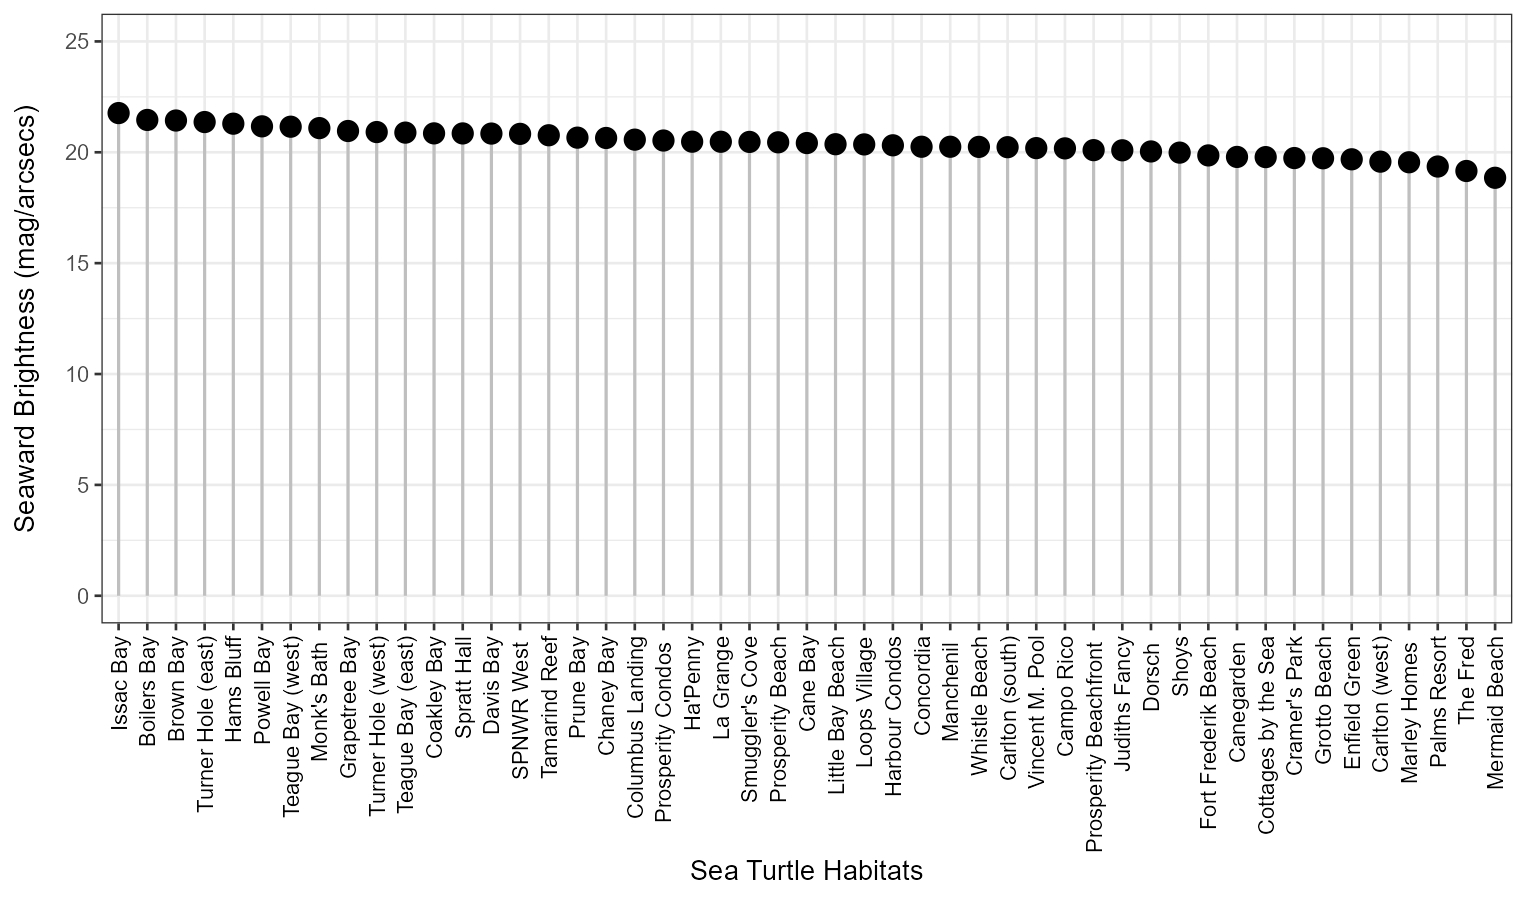 Seaward Brightness (mag/arcsecs)
25
20
15
10
5
0
Issac Bay
Boilers Bay
Brown Bay
Turner Hole (east)
Hams Bluff
Powell Bay
Teague Bay (west)
Monk's Bath
Grapetree Bay
Turner Hole (west)
Teague Bay (east)
Coakley Bay
Spratt Hall
Davis Bay
SPNWR West
Tamarind Reef
Prune Bay
Chaney Bay
Columbus Landing
Prosperity Condos
Ha'Penny
La Grange
Smuggler's Cove
Prosperity Beach
Cane Bay
Little Bay Beach
Loops Village
Harbour Condos
Concordia
Manchenil
Whistle Beach
Carlton (south)
Vincent M. Pool
Campo Rico
Prosperity Beachfront
Judiths Fancy
Dorsch
Shoys
Fort Frederik Beach
Canegarden
Cottages by the Sea
Cramer's Park
Grotto Beach
Enfield Green
Carlton (west)
Marley Homes
Palms Resort
The Fred
Mermaid Beach
Sea Turtle Habitats